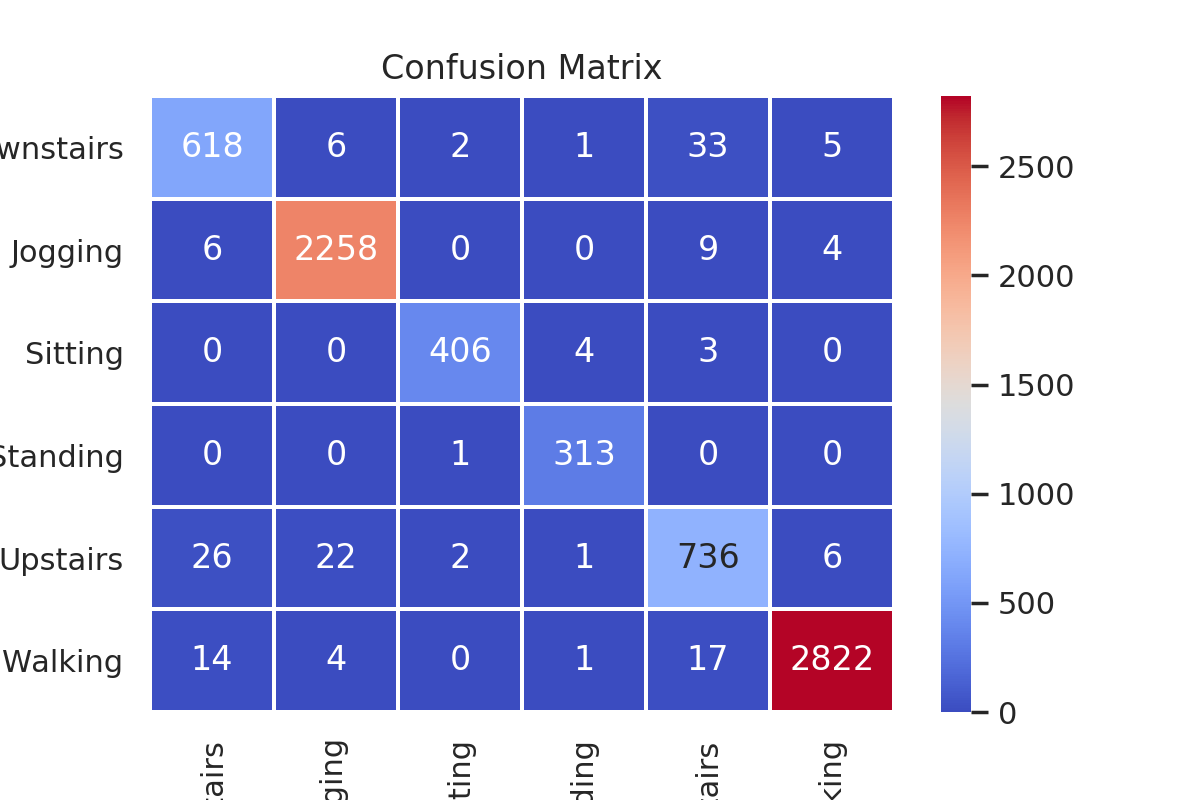 Confusion Matrix
wnstairs 618 6 2 1 33 5
Jogging 6 2258 0 0 9 4
Sitting 0 0 406 4 3 0
Standing 0 0 1 313 0 0
Upstairs 26 22 2 1 736 6
Walking 14 4 0 1 17 2822
tairs ging ting ding tairs king
2500
2000
1500
1000
500
0